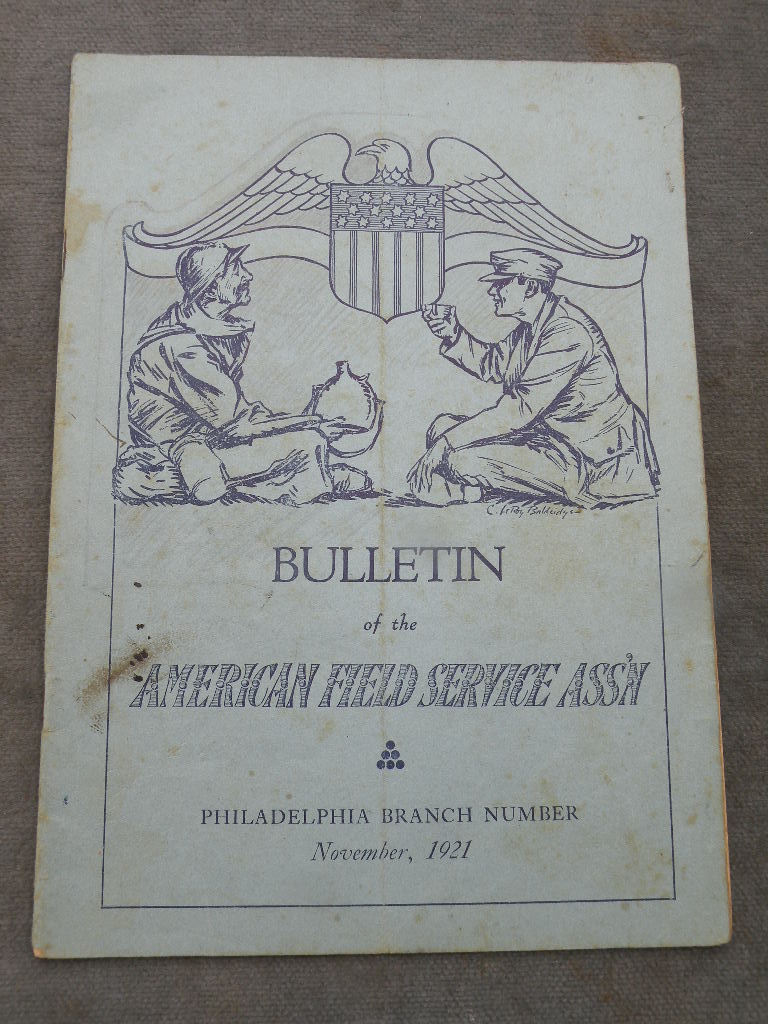 C. LeRoy Baldridge
BULLETIN
of the
AMERICAN FIELD SERVICE ASS'N
PHILADELPHIA BRANCH NUMBER
November, 1921